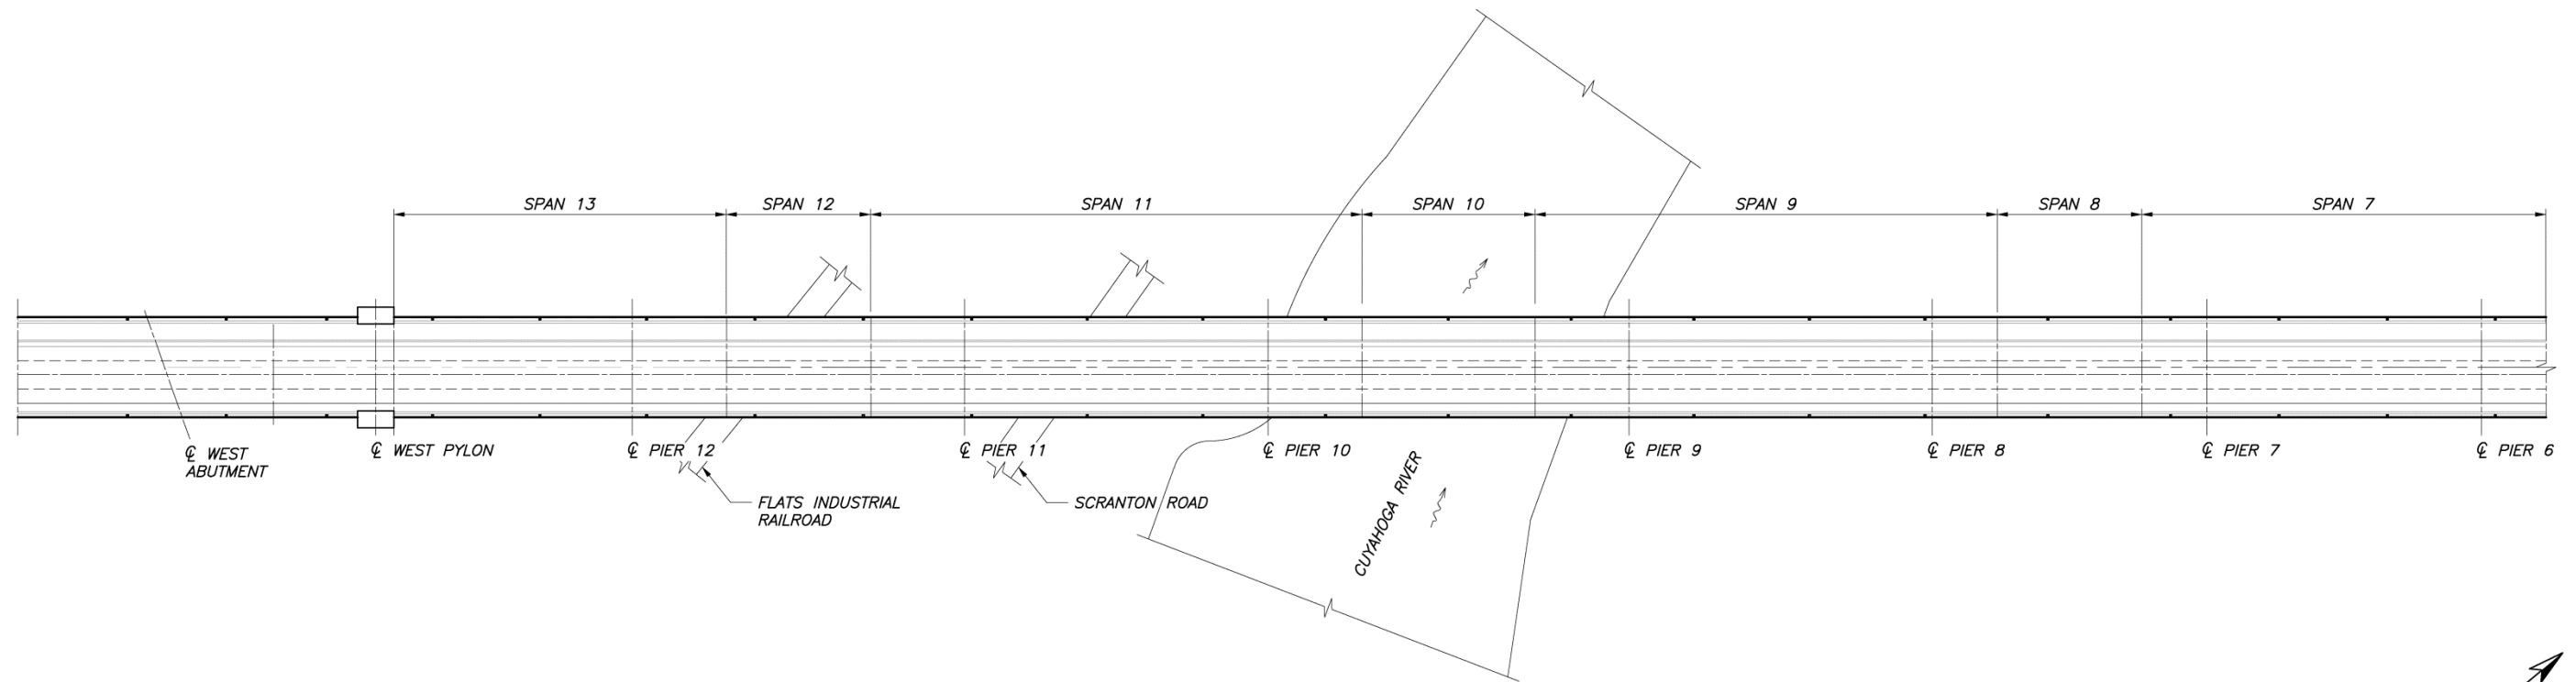 SPAN 13
SPAN 12
SPAN 11
SPAN 10
SPAN 9
SPAN 8
SPAN 7
℄ WEST
ABUTMENT
℄ WEST PYLON
℄ PIER 12
℄ PIER 11
℄ PIER 10
℄ PIER 9
℄ PIER 8
℄ PIER 7
℄ PIER 6
FLATS INDUSTRIAL
RAILROAD
SCRANTON ROAD
CUYAHOGA RIVER